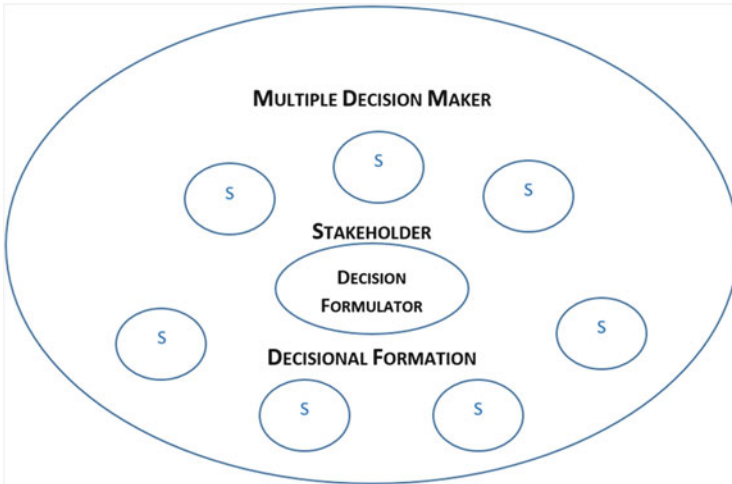 MULTIPLE DECISION MAKER
S
S
S
STAKEHOLDER
DECISION
FORMULATOR
S
S
DECISIONAL FORMATION
S
S